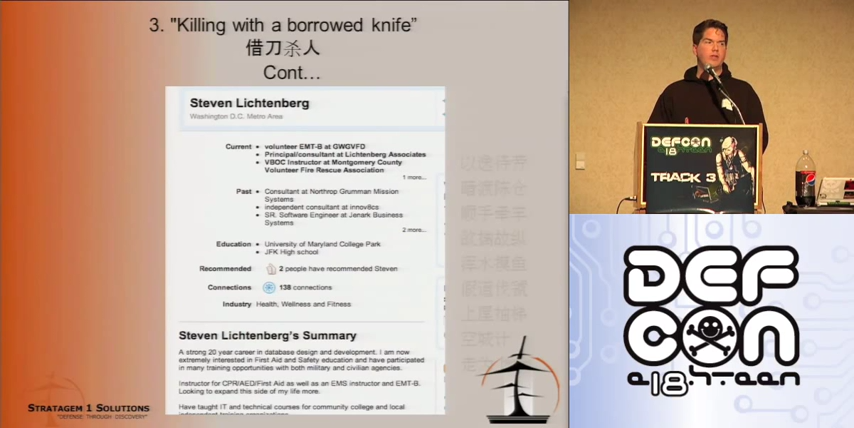 3. "Killing with a borrowed knife”
借刀杀人
Cont…
Steven Lichtenberg
Washington D.C. Metro Area
Current • volunteer EMT-B at GWGVFD
• Principal/consultant at Lichtenberg Associates
• VBOC Instructor at Montgomery County
Volunteer Fire Rescue Association
1 more...
Past • Consultant at Northrop Grumman Mission
Systems
• independent consultant at innov8cs
• SR. Software Engineer at Jenark Business
Systems
2 more...
Education • University of Maryland College Park
• JFK High school
Recommended 2 people have recommended Steven
Connections 138 connections
Industry Health, Wellness and Fitness
Steven Lichtenberg's Summary
A strong 20 year career in database design and development. I am now
extremely interested in First Aid and Safety education and have participated
in many training opportunities with both military and civilian agencies.
Instructor for CPR/AED/First Aid as well as an EMS instructor and EMT-B.
Looking to expand this side of my life more.
Have taught IT and technical courses for community college and local
STRATAGEM 1 SOLUTIONS
"DEFENSE THROUGH DISCOVERY"
DEFCON
18
TRACK 3
DEF
CON
e18hteen